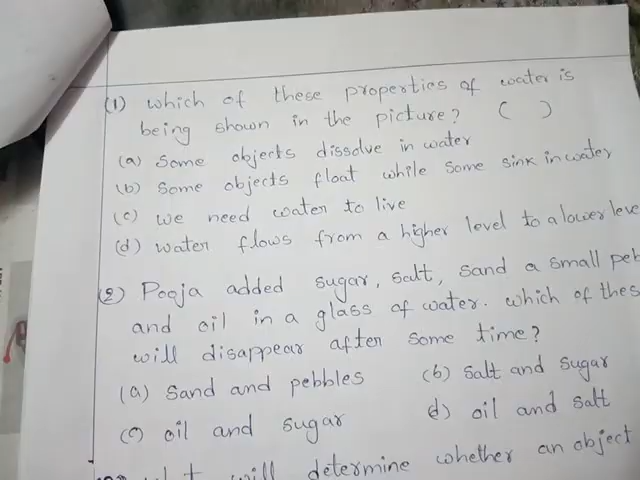 (1) which of these properties of water is
being shown in the picture? ( )
(a) some objects dissolve in water
(b) some objects float while some sink in water
(c) we need water to live
(d) water flows from a higher level to a lower leve
(2) Pooja added sugar, salt, sand a small peb
and oil in a glass of water. which of thes
will disappear after some time?
(a) sand and pebbles (b) salt and sugar
(c) oil and sugar d) oil and salt
will determine whether an object